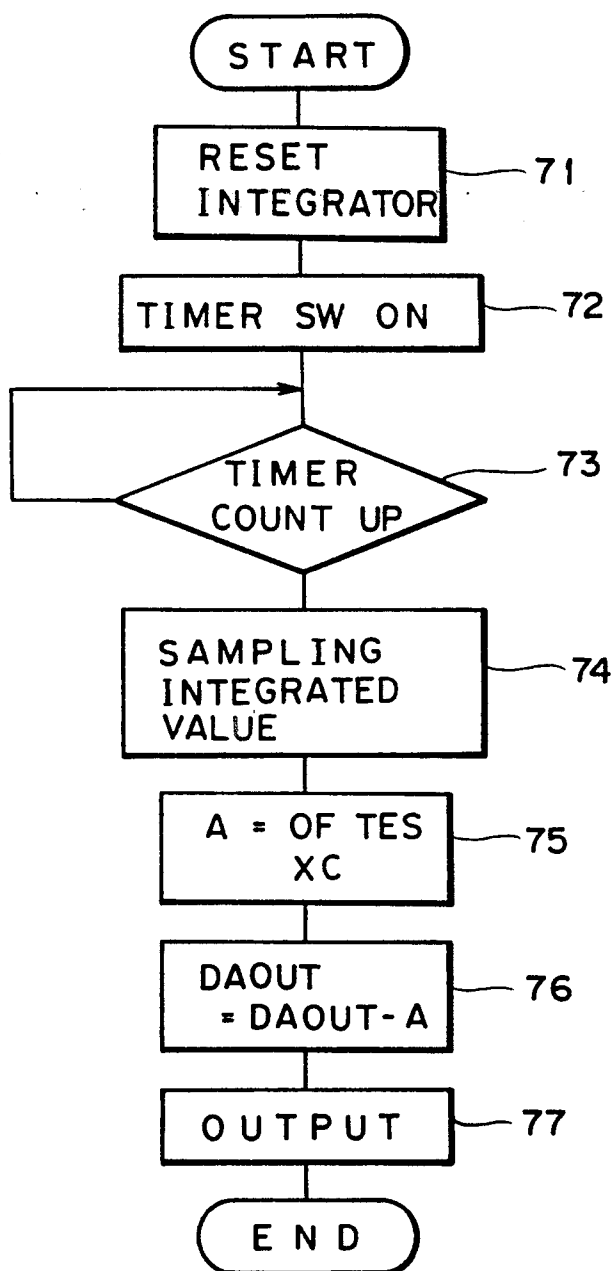 START
RESET
INTEGRATOR
71
TIMER SW ON
72
TIMER
COUNT UP
73
SAMPLING
INTEGRATED
VALUE
74
A = OF TES
XC
75
DAOUT
= DAOUT-A
76
OUTPUT
77
END